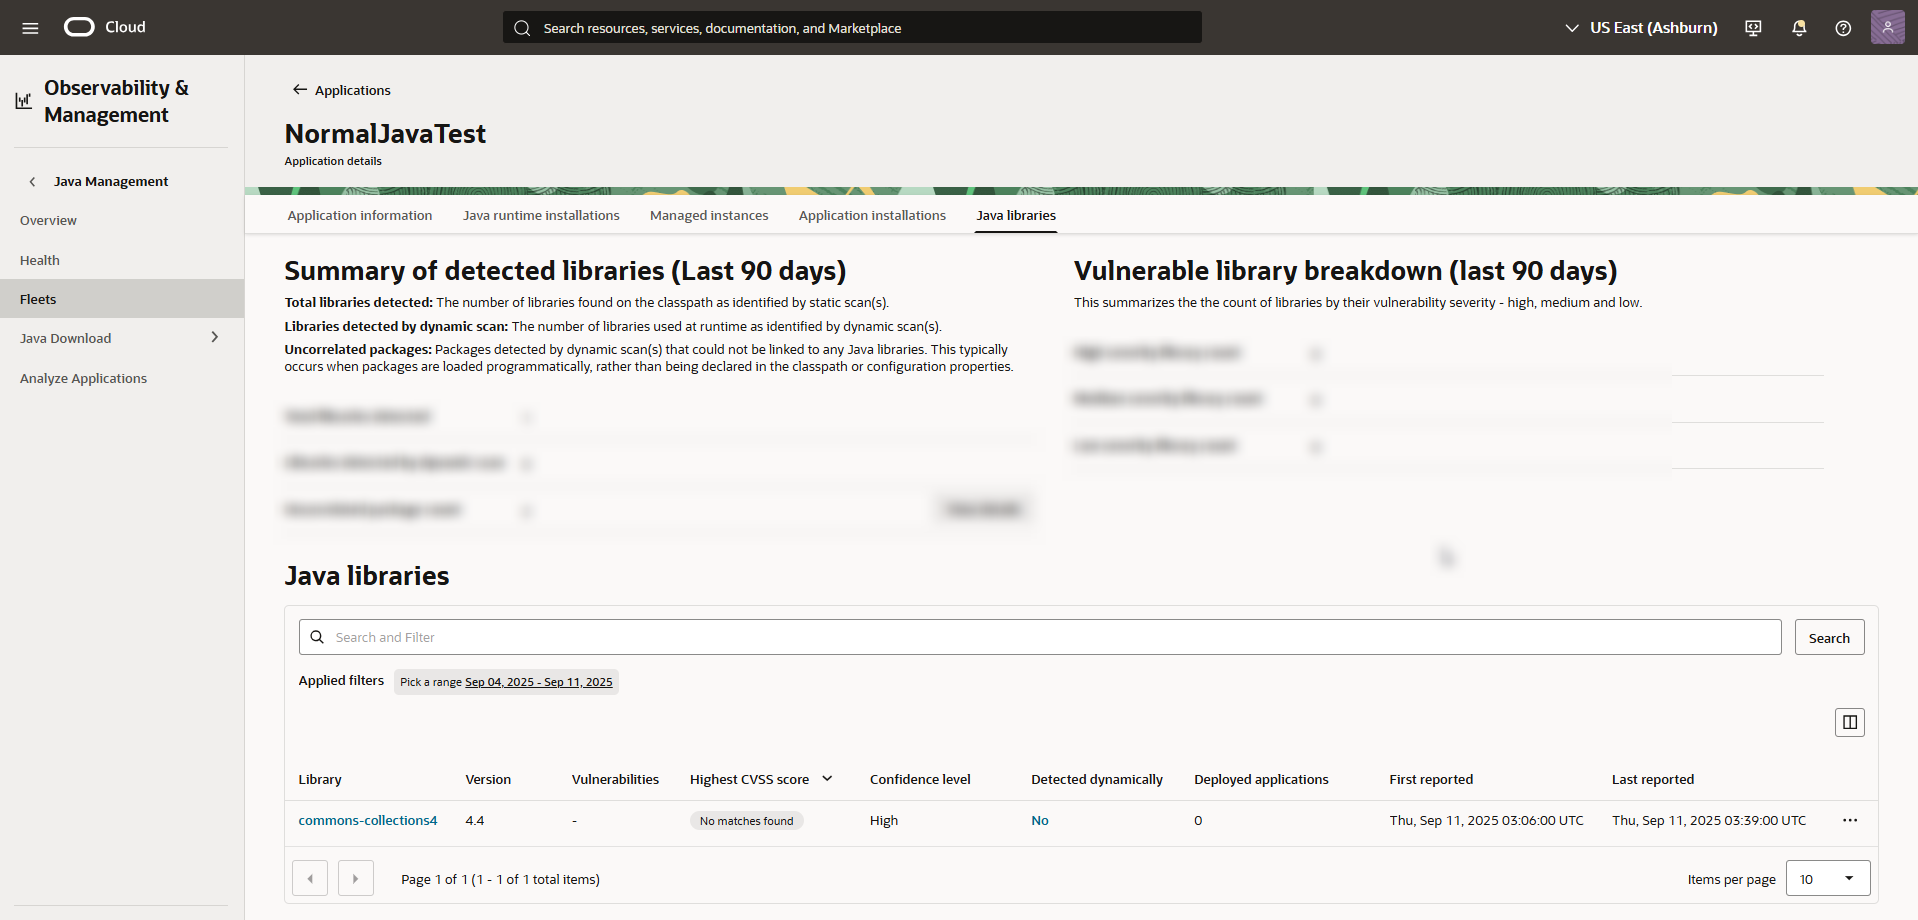 Cloud
Search resources, services, documentation, and Marketplace
US East (Ashburn)
Observability &
Management
Java Management
Overview
Health
Fleets
Java Download
Analyze Applications
Applications
NormalJavaTest
Application details
Application information
Java runtime installations
Managed instances
Application installations
Java libraries
Summary of detected libraries (Last 90 days)
Total libraries detected: The number of libraries found on the classpath as identified by static scan(s).
Libraries detected by dynamic scan: The number of libraries used at runtime as identified by dynamic scan(s).
Uncorrelated packages: Packages detected by dynamic scan(s) that could not be linked to any Java libraries. This typically
occurs when packages are loaded programmatically, rather than being declared in the classpath or configuration properties.
Vulnerable library breakdown (last 90 days)
This summarizes the the count of libraries by their vulnerability severity - high, medium and low.
Java libraries
Search and Filter
Search
Applied filters
Pick a range Sep 04, 2025 - Sep 11, 2025
Library Version Vulnerabilities Highest CVSS score Confidence level Detected dynamically Deployed applications First reported Last reported
commons-collections4 4.4 - No matches found High No 0 Thu, Sep 11, 2025 03:06:00 UTC Thu, Sep 11, 2025 03:39:00 UTC
Page 1 of 1 (1 - 1 of 1 total items)
Items per page 10